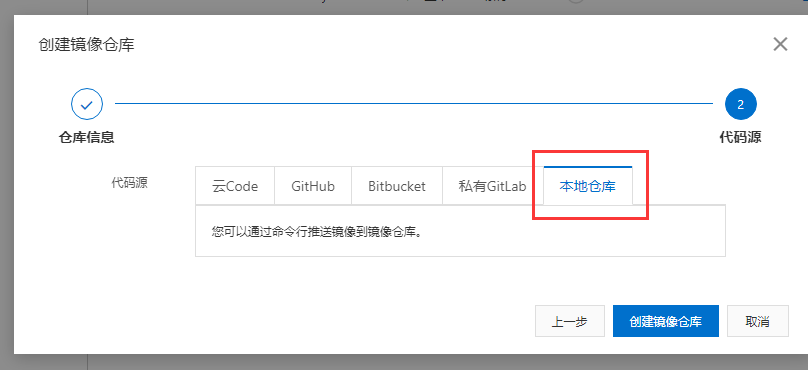 创建镜像仓库
2
仓库信息 代码源
代码源 云Code GitHub Bitbucket 私有GitLab 本地仓库
您可以通过命令行推送镜像到镜像仓库。
上一步 创建镜像仓库 取消